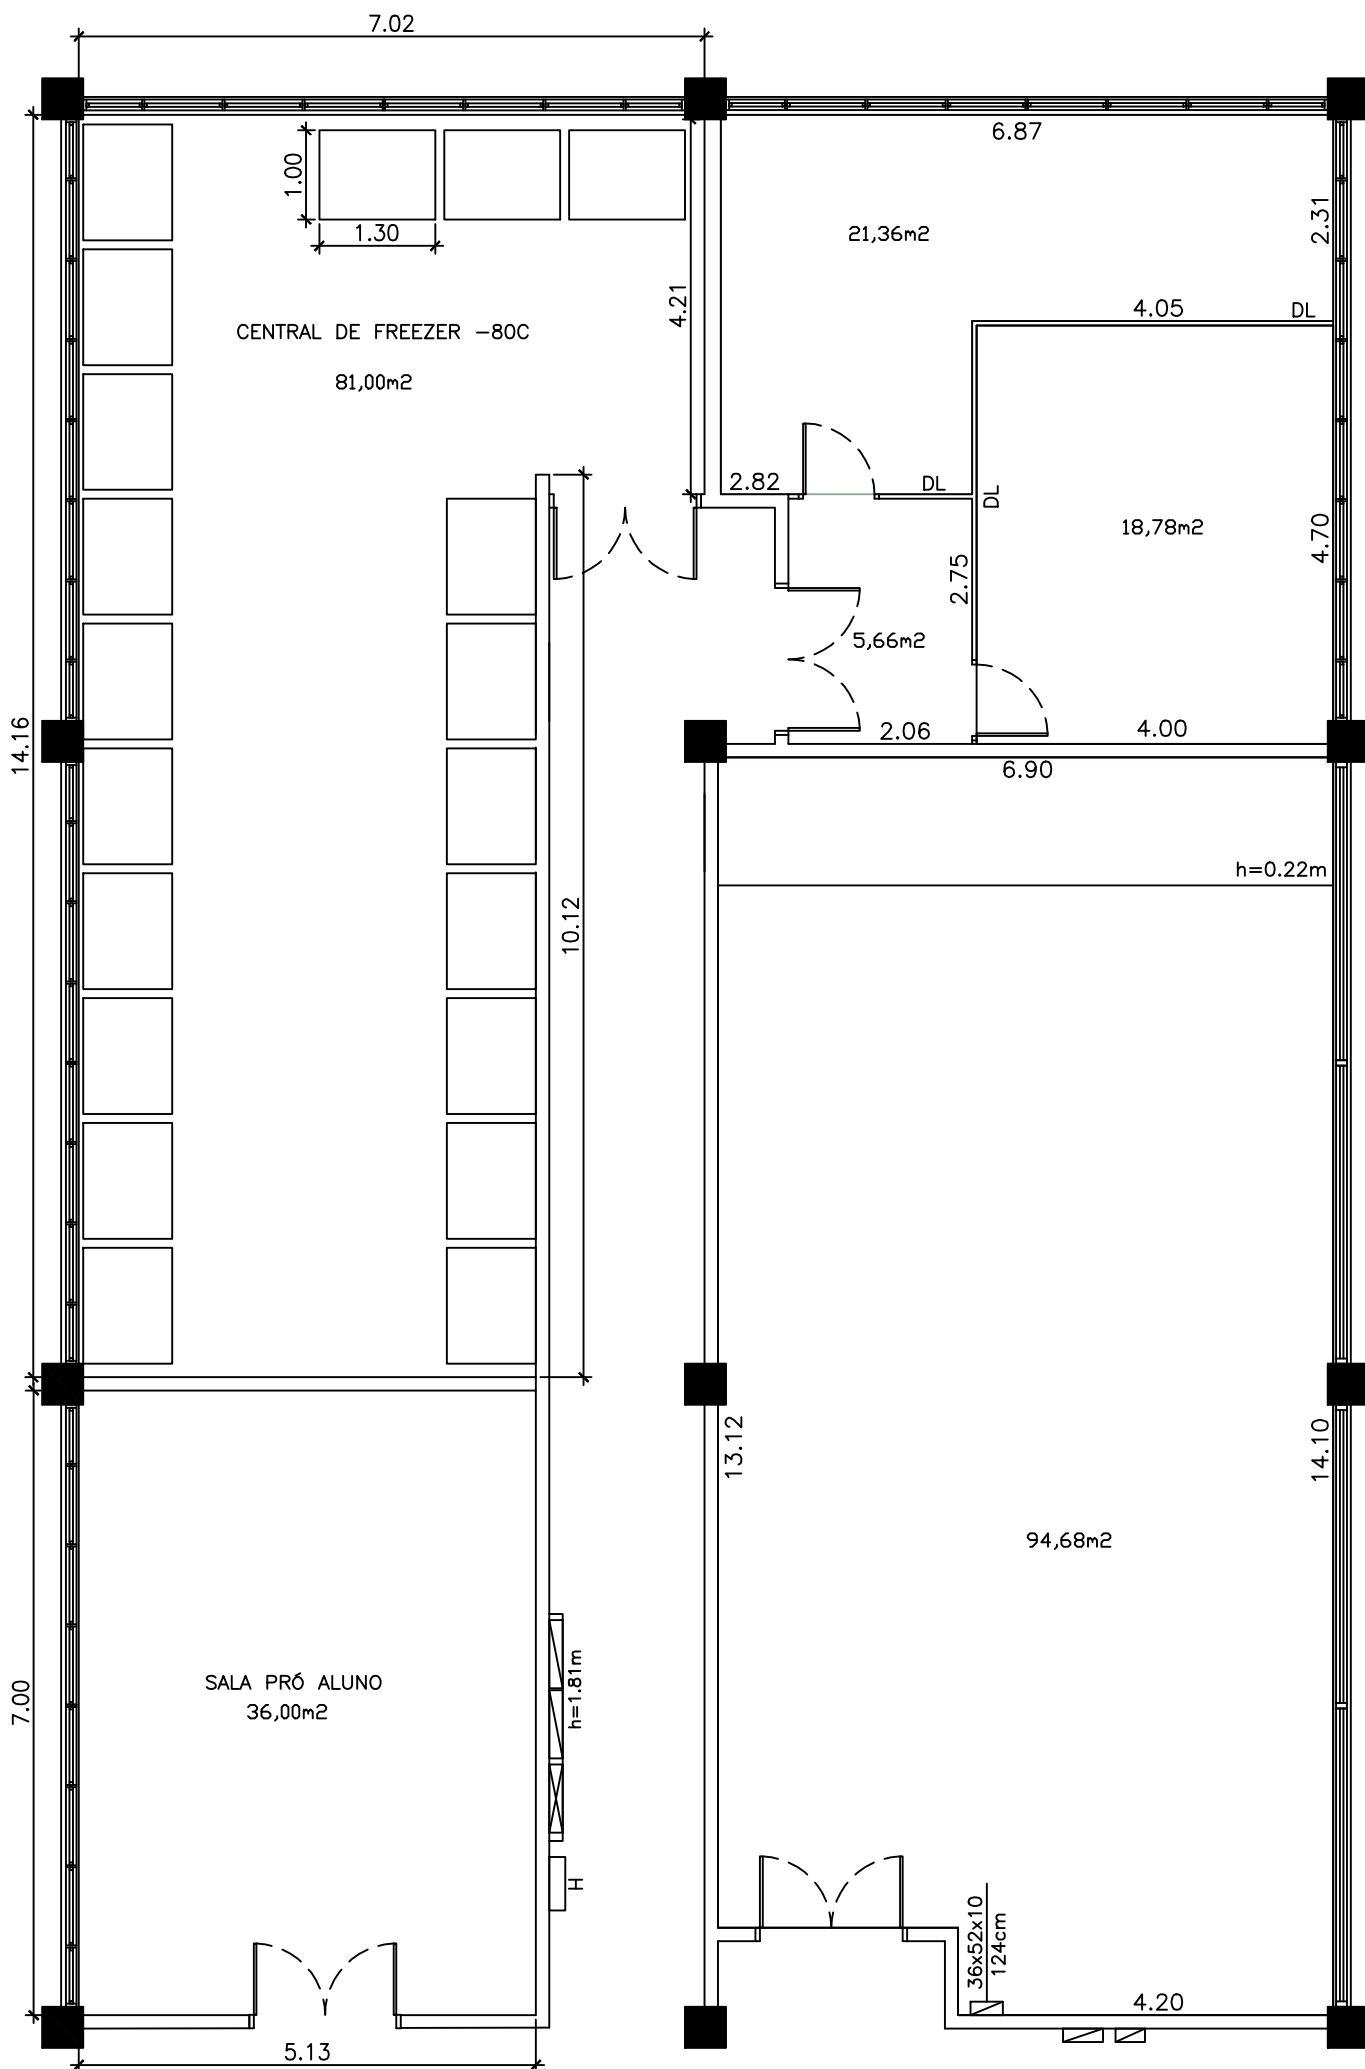 7.02
6.87
1.00
1.30
21,36m2
2.31
4.21
4.05
DL
CENTRAL DE FREEZER -80C
81,00m2
2.82
DL
DL
18,78m2
4.70
2.75
5,66m2
14.16
2.06
4.00
6.90
h=0.22m
10.12
13.12
14.10
94,68m2
SALA PRÓ ALUNO
36,00m2
h=1.81m
7.00
H
36x52x10
124cm
4.20
5.13